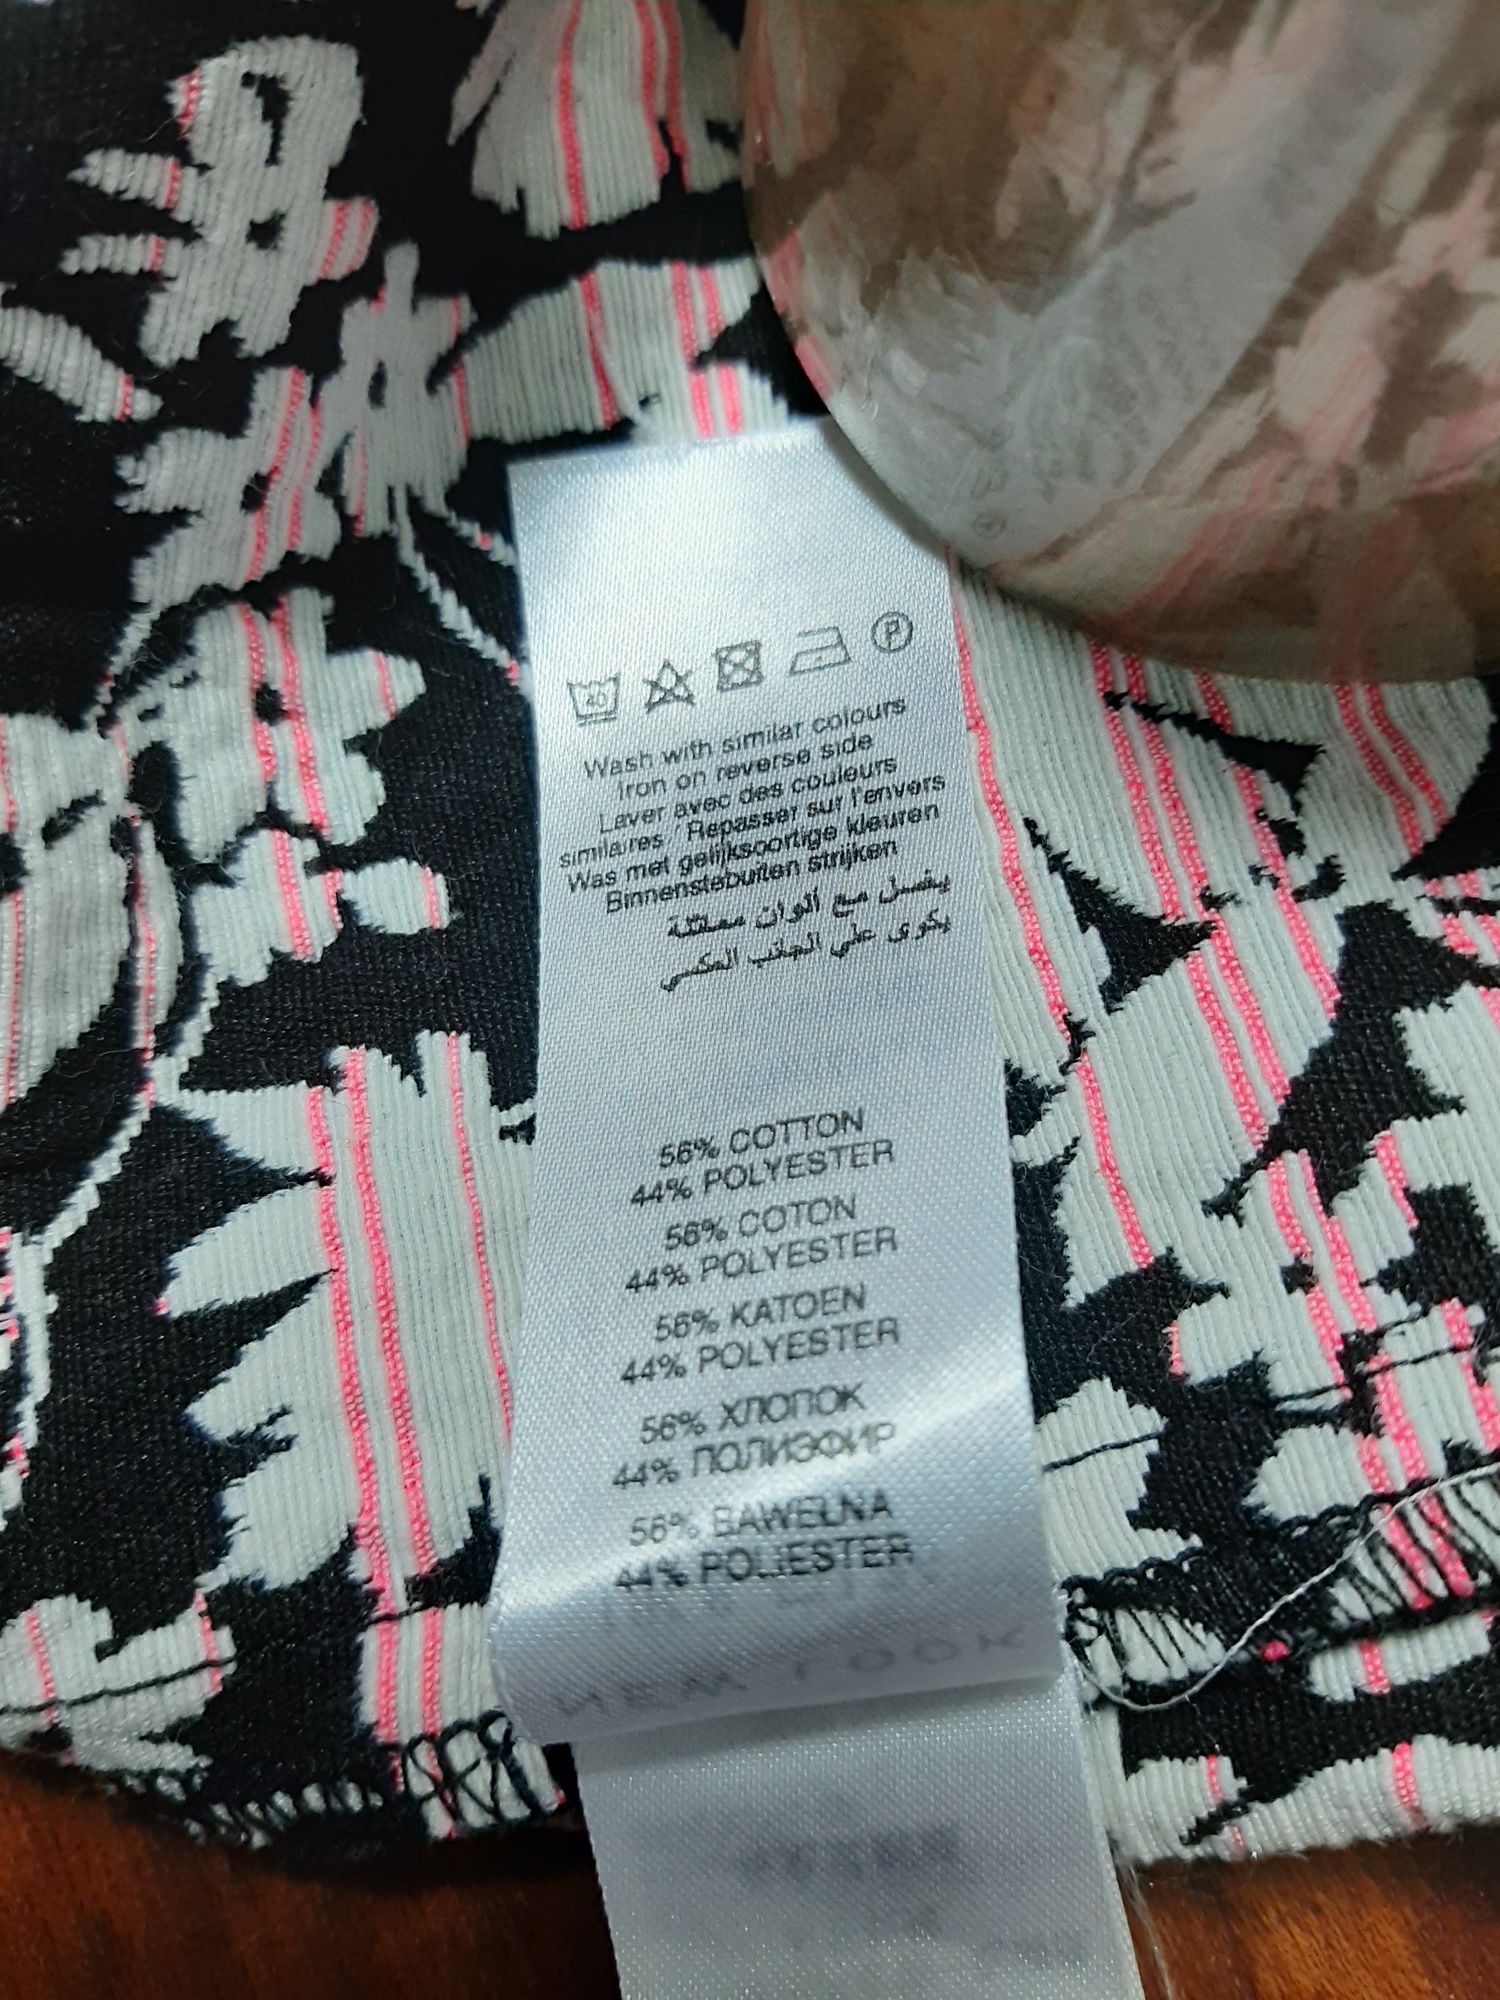 40
P
Wash with similar colours
Iron on reverse side
Laver avec des couleurs
similaires Repasser sur l'envers
Was met gelijksoortige kleuren
Binnenstebuiten strijken
يغسل مع ألوان مماثلة
يكوى على الجانب العكسي
56% COTTON
44% POLYESTER
56% COTON
44% POLYESTER
56% KATOEN
44% POLYESTER
56% ХЛОПОК
44% ПОЛИЭФИР
56% BAWEŁNA
44% POLIESTER